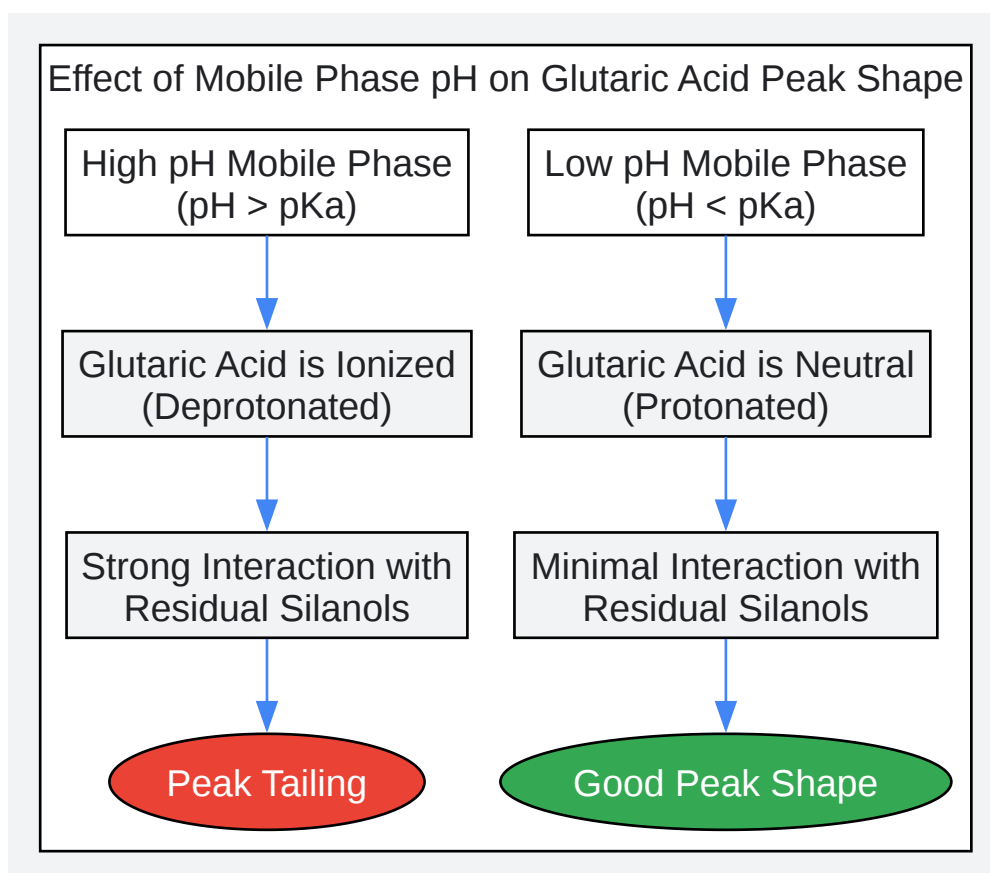 Effect of Mobile Phase pH on Glutaric Acid Peak Shape
High pH Mobile Phase
(pH > pKa)
Glutaric Acid is Ionized
(Deprotonated)
Strong Interaction with
Residual Silanols
Peak Tailing
Low pH Mobile Phase
(pH < pKa)
Glutaric Acid is Neutral
(Protonated)
Minimal Interaction with
Residual Silanols
Good Peak Shape